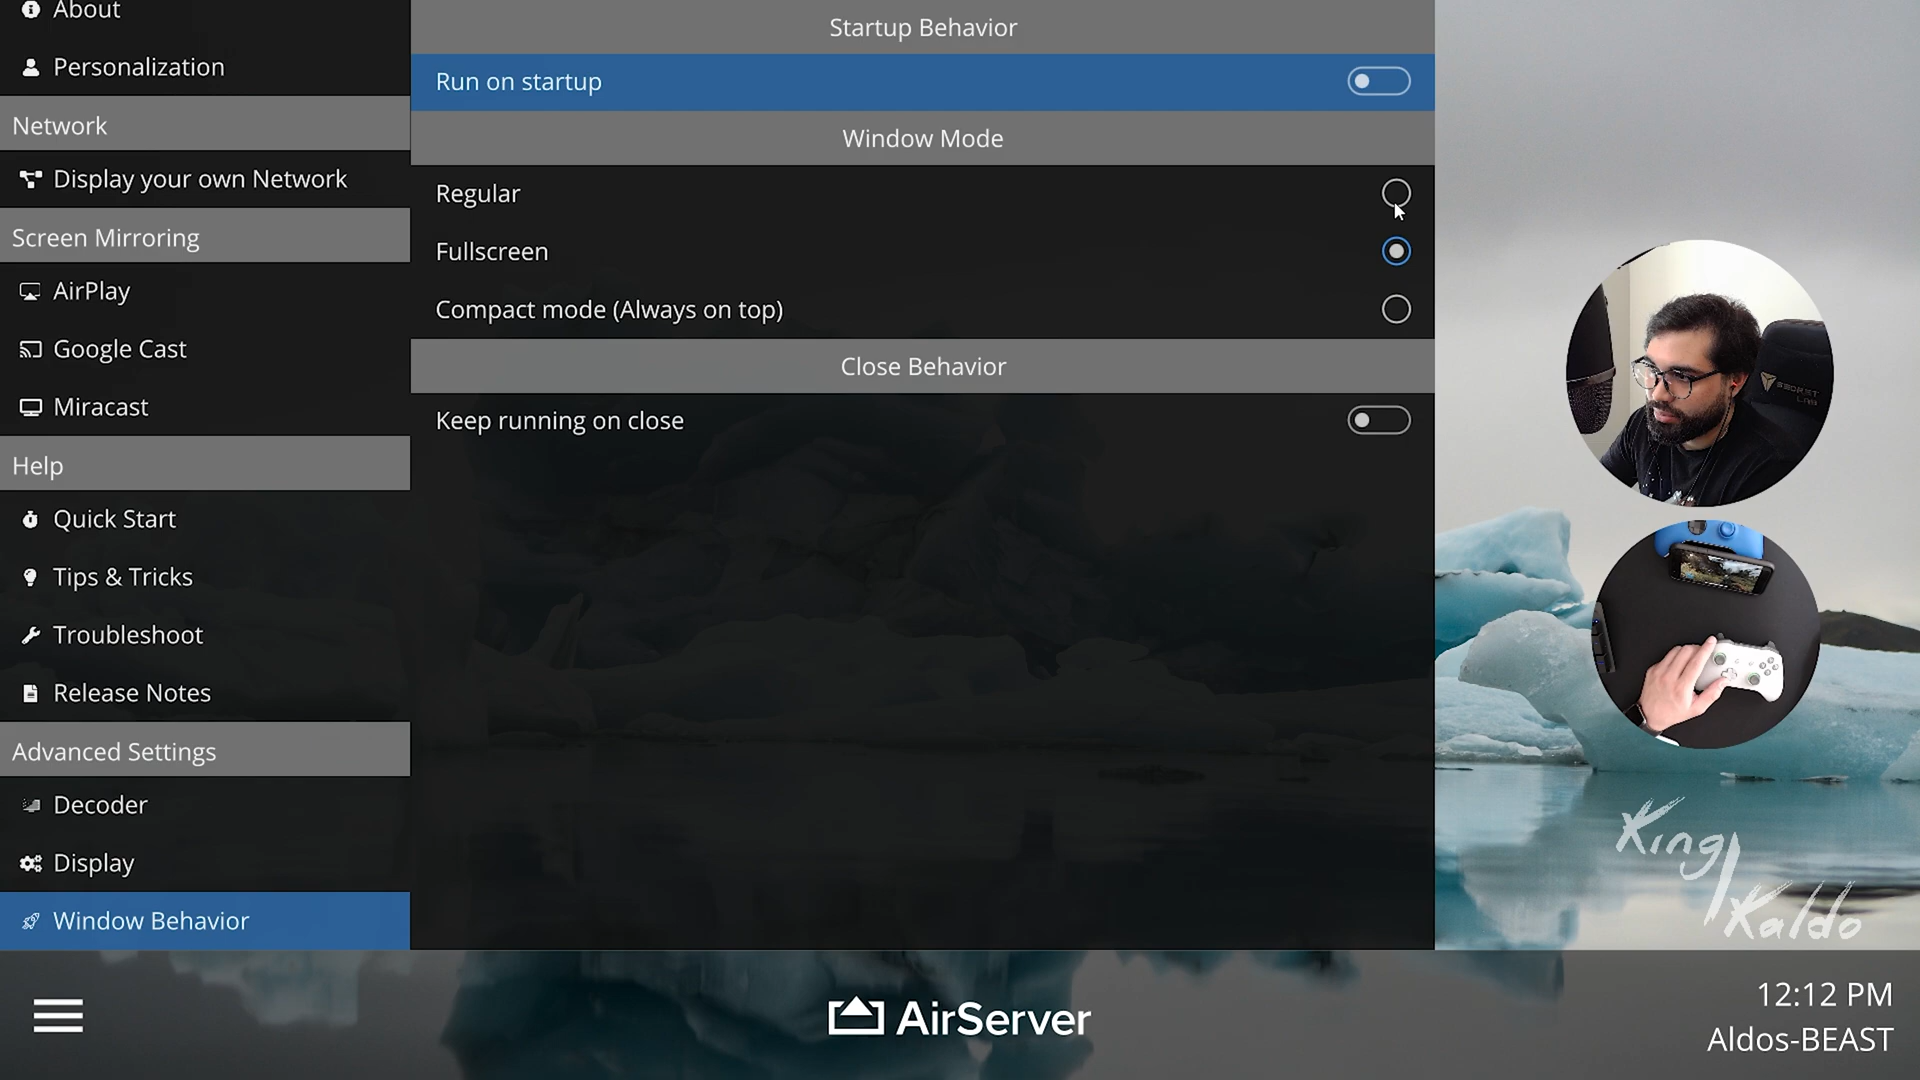 About
Personalization
Network
Display your own Network
Screen Mirroring
AirPlay
Google Cast
Miracast
Help
Quick Start
Tips & Tricks
Troubleshoot
Release Notes
Advanced Settings
Decoder
Display
Window Behavior
Startup Behavior
Run on startup
Window Mode
Regular
Fullscreen
Compact mode (Always on top)
Close Behavior
Keep running on close
SECRET
LAB
King
Kaldo
AirServer
12:12 PM
Aldos-BEAST